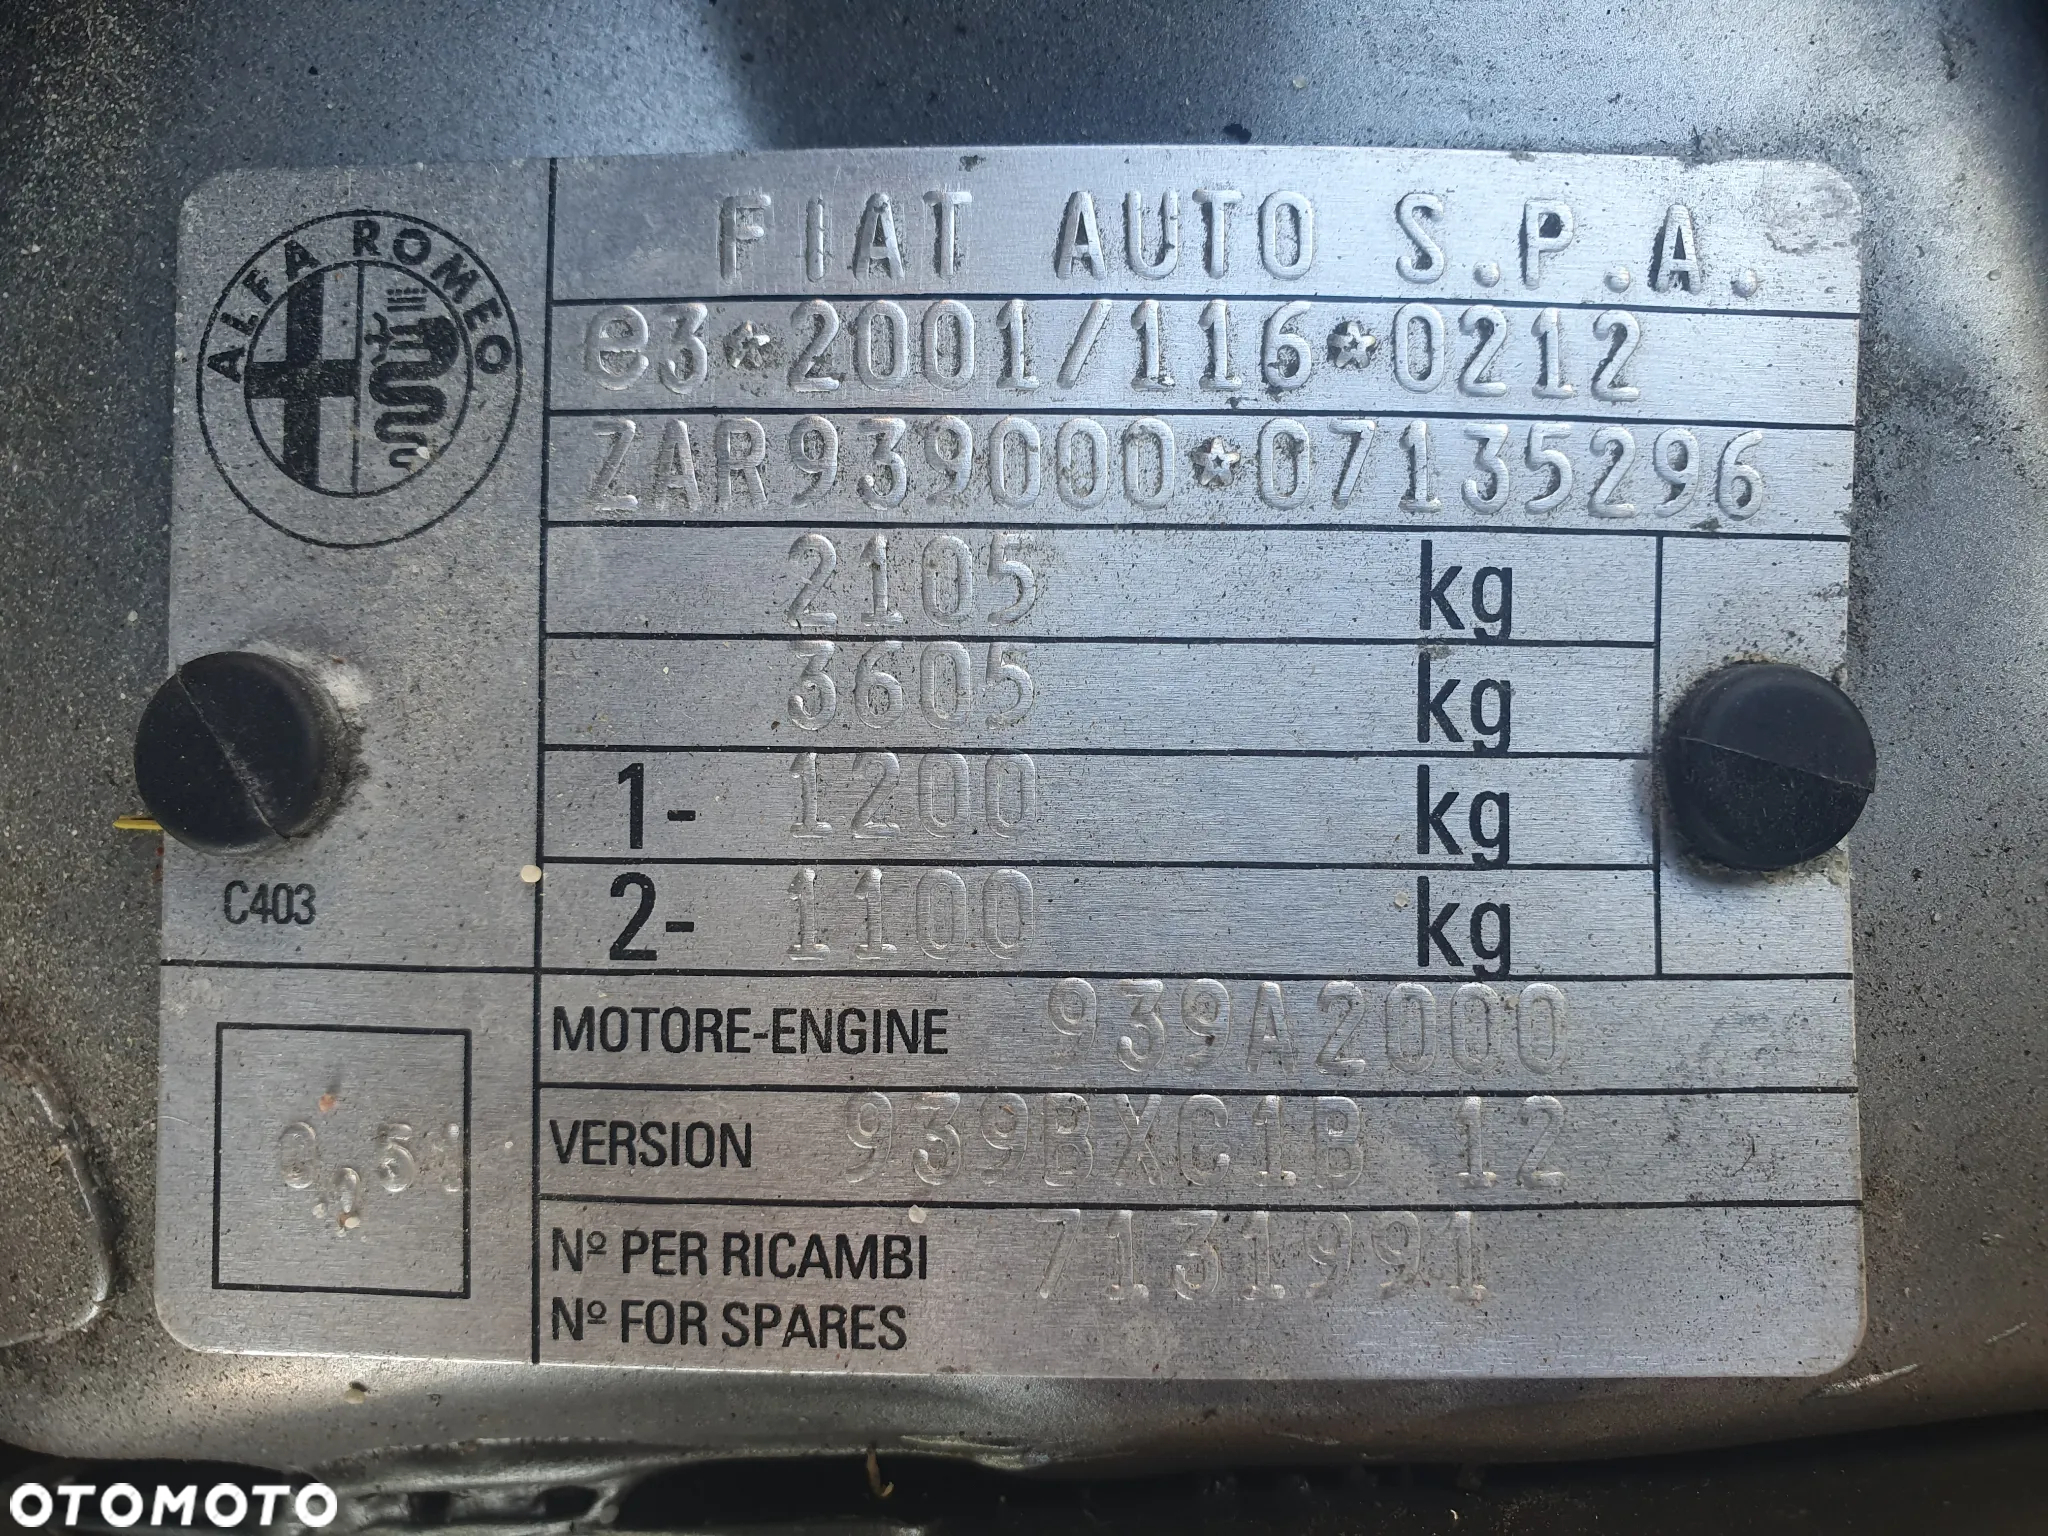 ALFA ROMEO
FIAT AUTO S.P.A.
e3*2001/116*0212
ZAR939000*07135296
2105 kg
3605 kg
1- 1200 kg
2- 1100 kg
C403
MOTORE-ENGINE 939A2000
VERSION 939BXC1B 12
Nº PER RICAMBI 7131991
Nº FOR SPARES
OTOMOTO